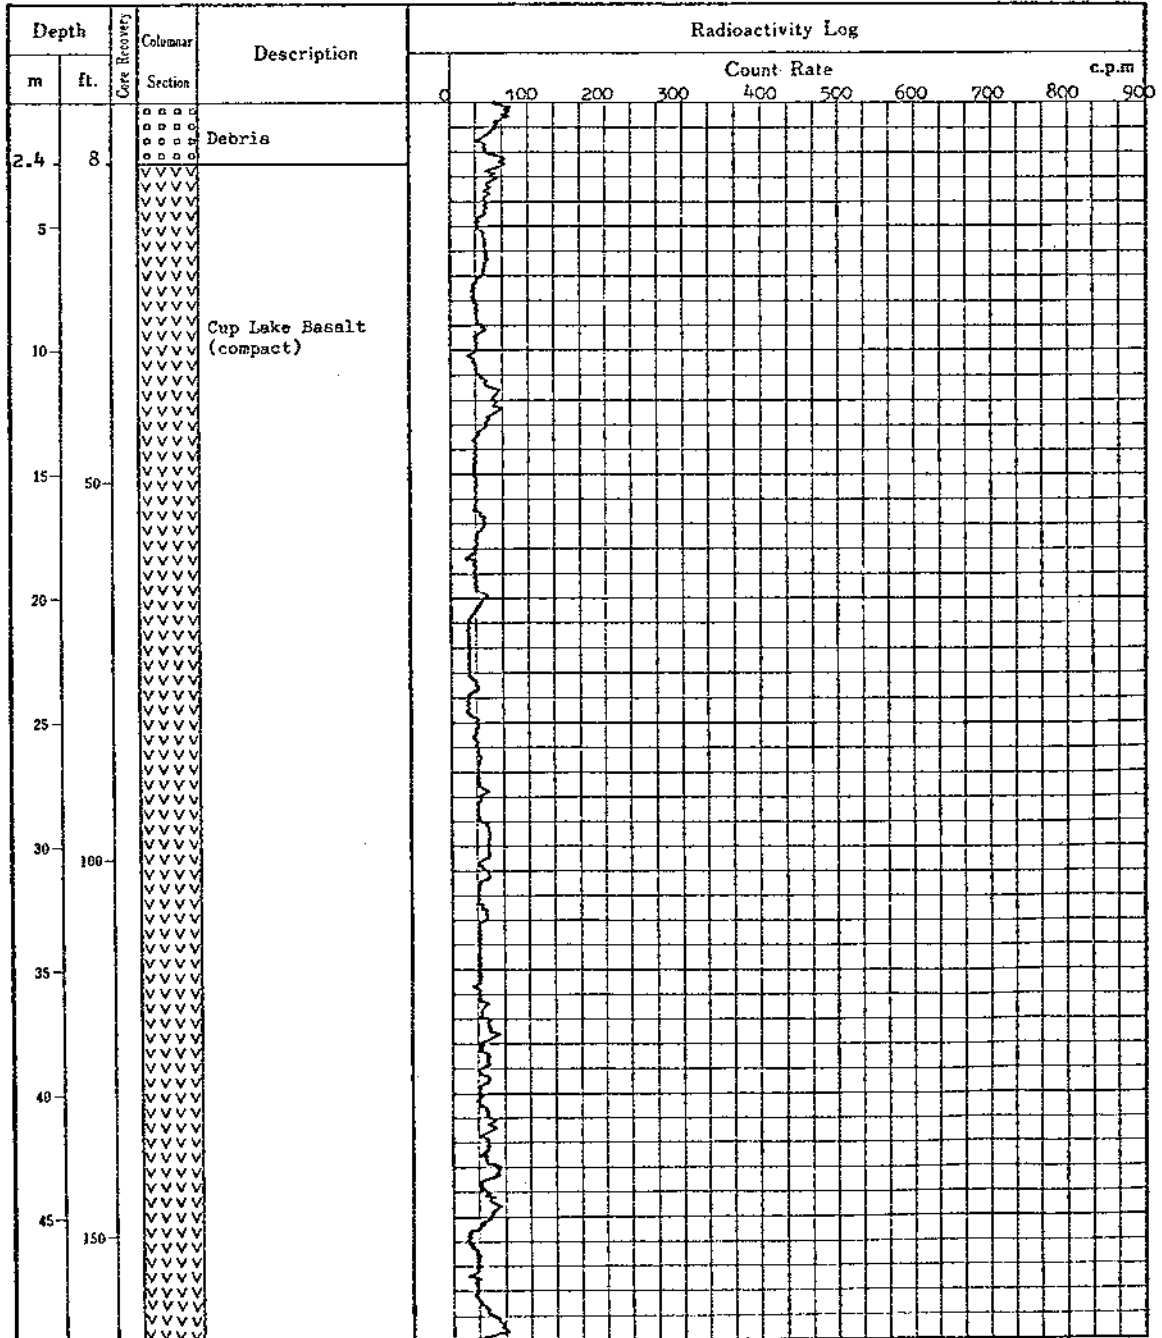 Depth
Core Recovery
Columnar
Section
Description
Radioactivity Log
m
ft.
Count Rate
c.p.m
0 100 200 300 400 500 600 700 800 900
Debris
2.4 8
5
Cup Lake Basalt
(compact)
10
15
50
20
25
30
100
35
40
45
150